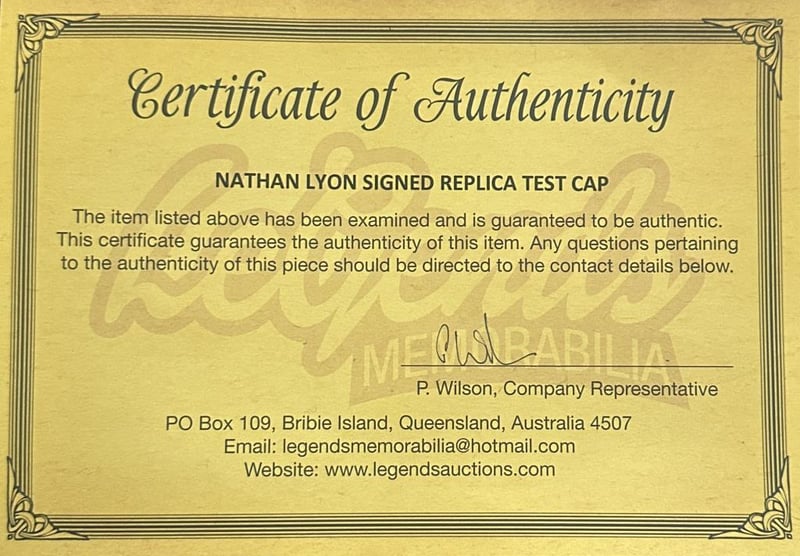 Certificate of Authenticity
NATHAN LYON SIGNED REPLICA TEST CAP
The item listed above has been examined and is guaranteed to be authentic.
This certificate guarantees the authenticity of this item. Any questions pertaining
to the authenticity of this piece should be directed to the contact details below.
Legends
MEMORABILIA
P. Wilson, Company Representative
PO Box 109, Bribie Island, Queensland, Australia 4507
Email: legendsmemorabilia@hotmail.com
Website: www.legendsauctions.com